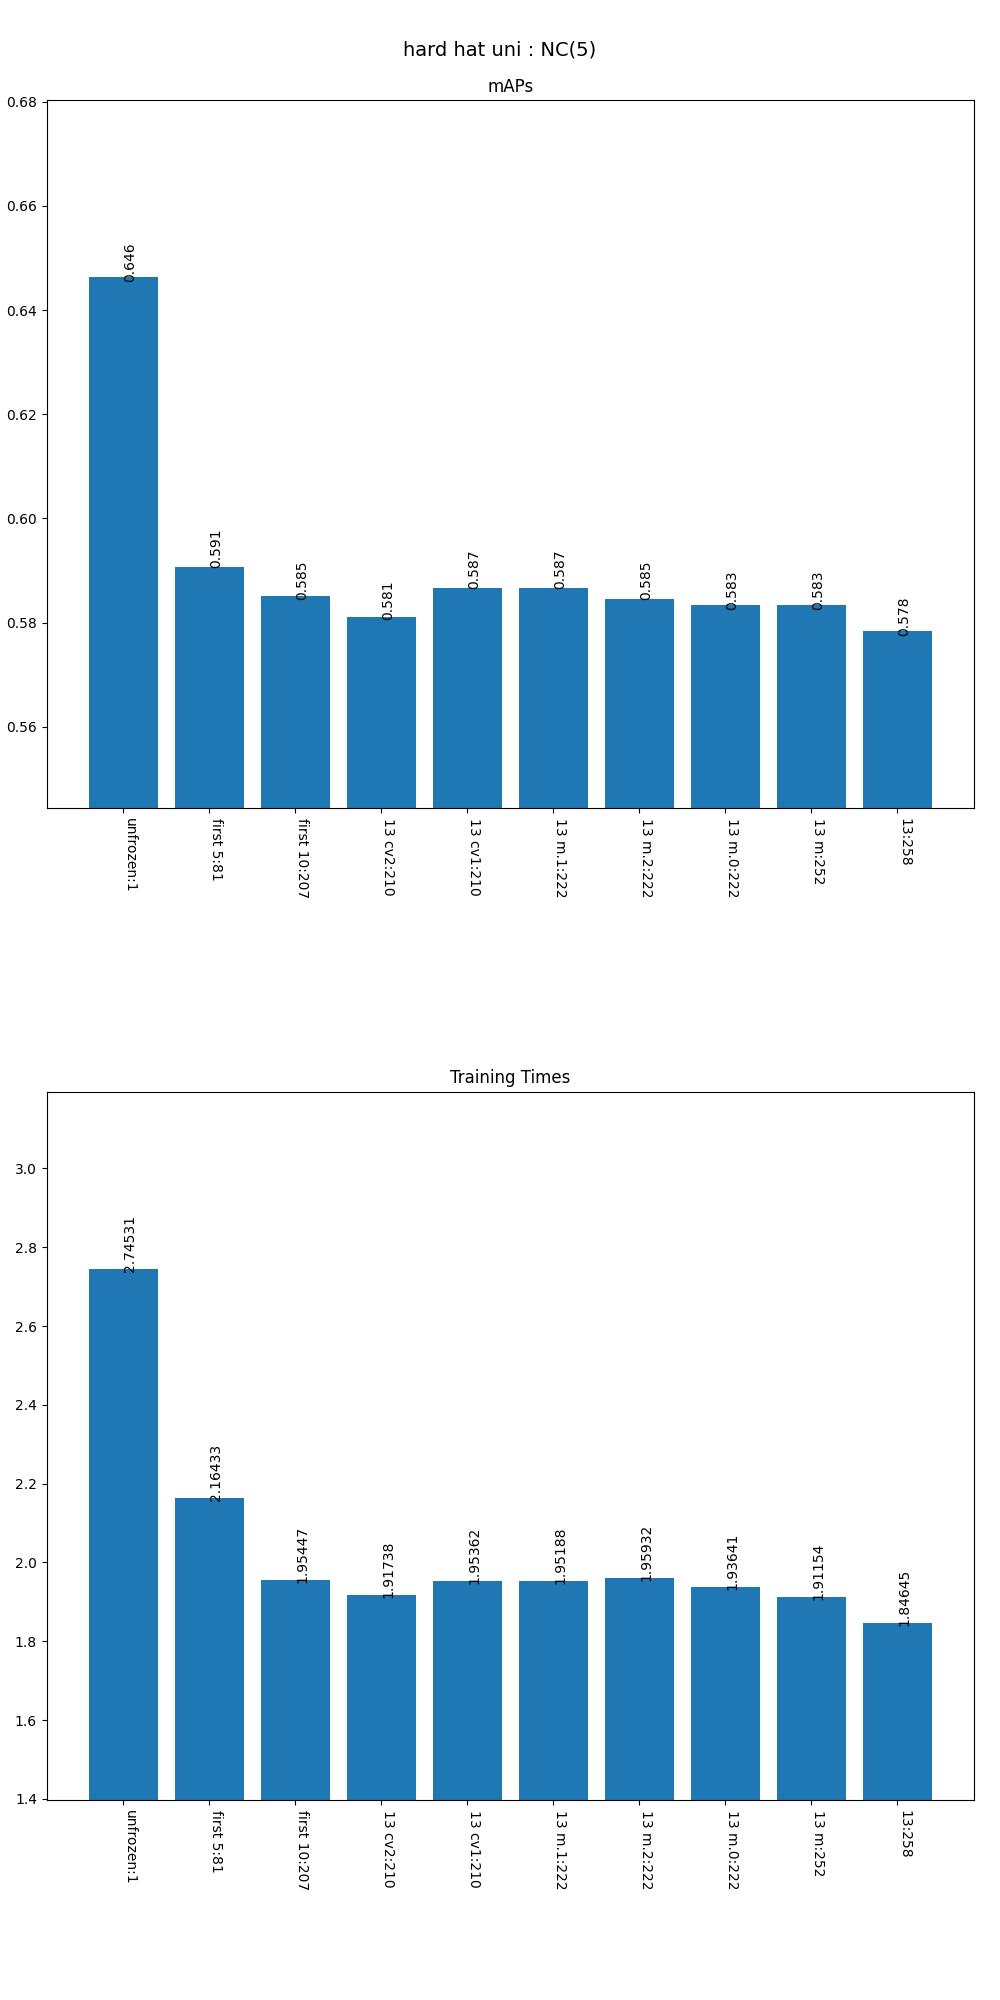 hard hat uni : NC(5)
mAPs
0.68
0.66
0.64
0.62
0.60
0.58
0.56
0.646
0.591
0.585
0.581
0.587
0.587
0.585
0.583
0.583
0.578
unfrozen:1
first 5:81
first 10:207
13 cv2:210
13 cv1:210
13 m.1:222
13 m.2:222
13 m.0:222
13 m:252
13:258
Training Times
3.0
2.8
2.6
2.4
2.2
2.0
1.8
1.6
1.4
2.74531
2.16433
1.95447
1.91738
1.95362
1.95188
1.95932
1.93641
1.91154
1.84645
unfrozen:1
first 5:81
first 10:207
13 cv2:210
13 cv1:210
13 m.1:222
13 m.2:222
13 m.0:222
13 m:252
13:258